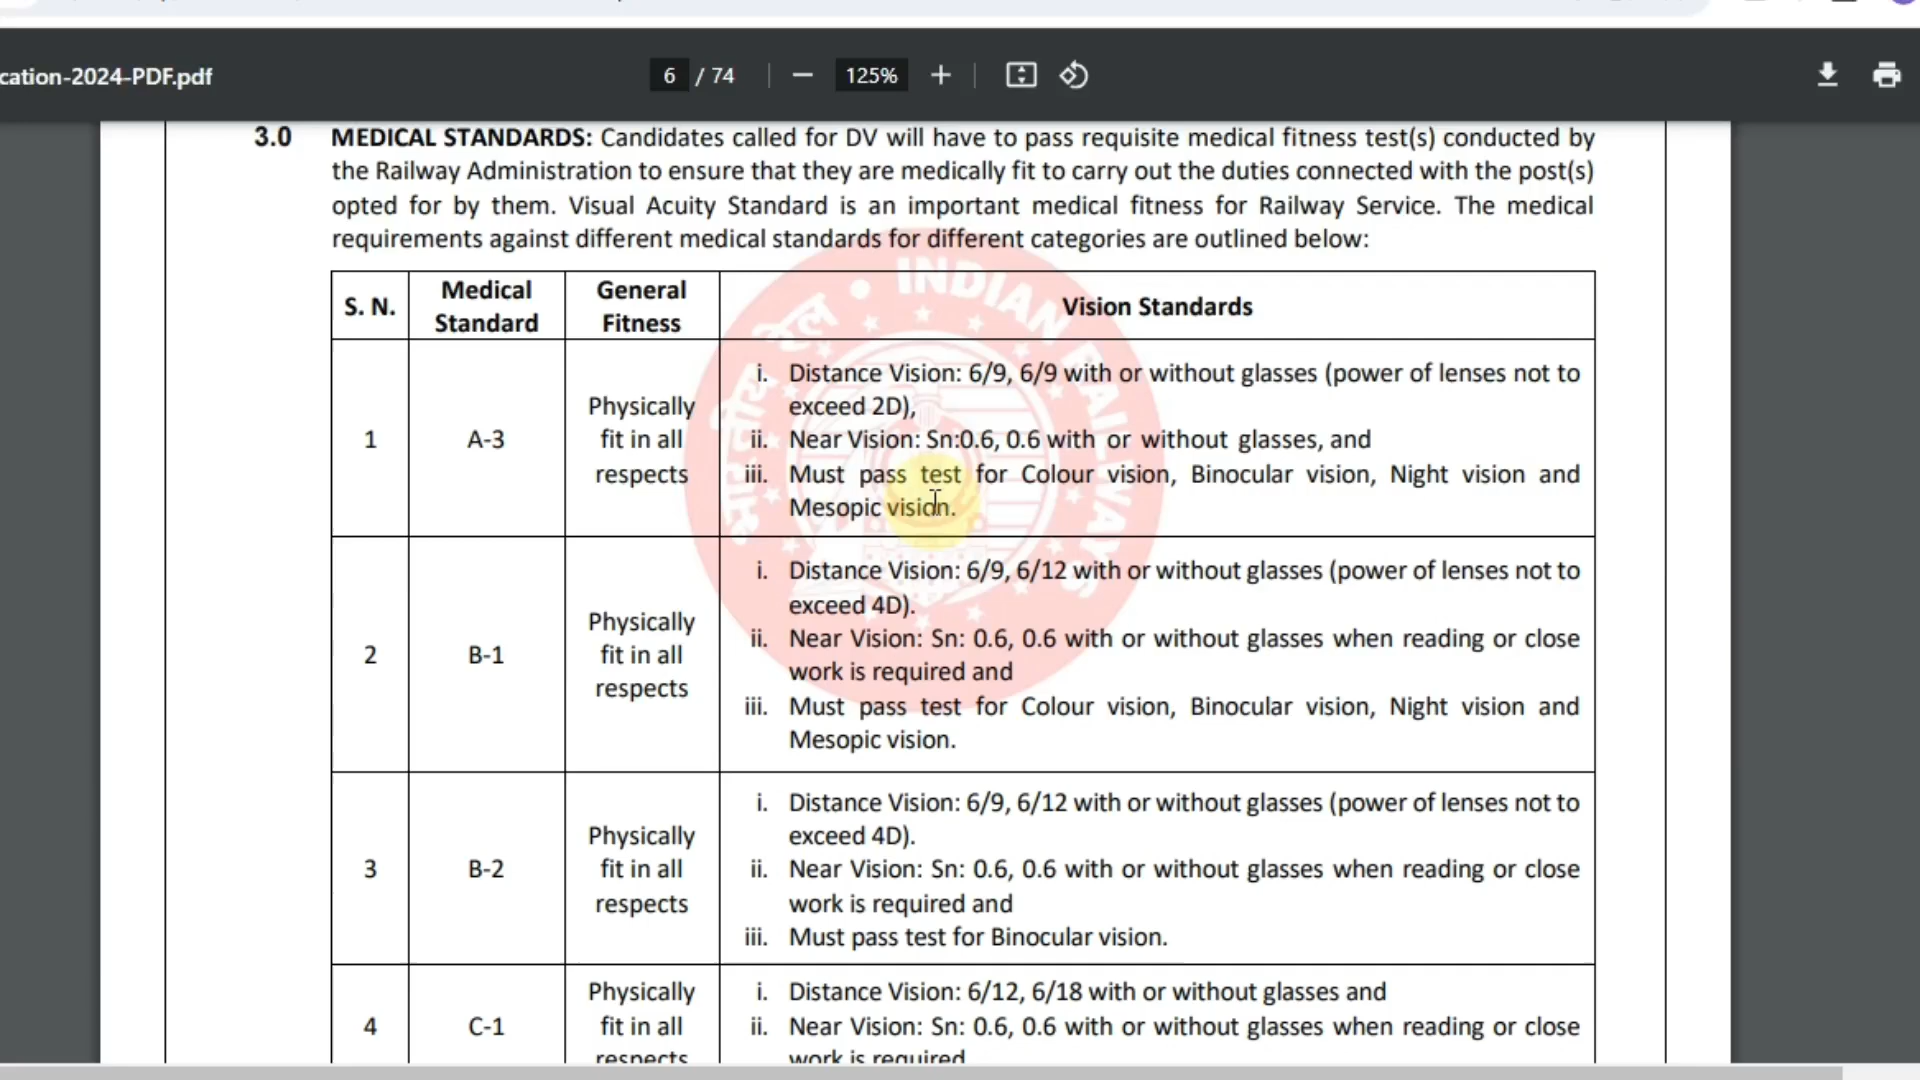 cation-2024-PDF.pdf
6 / 74
125%
3.0 MEDICAL STANDARDS: Candidates called for DV will have to pass requisite medical fitness test(s) conducted by
the Railway Administration to ensure that they are medically fit to carry out the duties connected with the post(s)
opted for by them. Visual Acuity Standard is an important medical fitness for Railway Service. The medical
requirements against different medical standards for different categories are outlined below:
S. N.
Medical
Standard
General
Fitness
Vision Standards
1
A-3
Physically
fit in all
respects
i. Distance Vision: 6/9, 6/9 with or without glasses (power of lenses not to
exceed 2D),
ii. Near Vision: Sn:0.6, 0.6 with or without glasses, and
iii. Must pass test for Colour vision, Binocular vision, Night vision and
Mesopic vision.
2
B-1
Physically
fit in all
respects
i. Distance Vision: 6/9, 6/12 with or without glasses (power of lenses not to
exceed 4D).
ii. Near Vision: Sn: 0.6, 0.6 with or without glasses when reading or close
work is required and
iii. Must pass test for Colour vision, Binocular vision, Night vision and
Mesopic vision.
3
B-2
Physically
fit in all
respects
i. Distance Vision: 6/9, 6/12 with or without glasses (power of lenses not to
exceed 4D).
ii. Near Vision: Sn: 0.6, 0.6 with or without glasses when reading or close
work is required and
iii. Must pass test for Binocular vision.
4
C-1
Physically
fit in all
respects
i. Distance Vision: 6/12, 6/18 with or without glasses and
ii. Near Vision: Sn: 0.6, 0.6 with or without glasses when reading or close
work is required
भारतीय रेल • INDIAN RAILWAYS